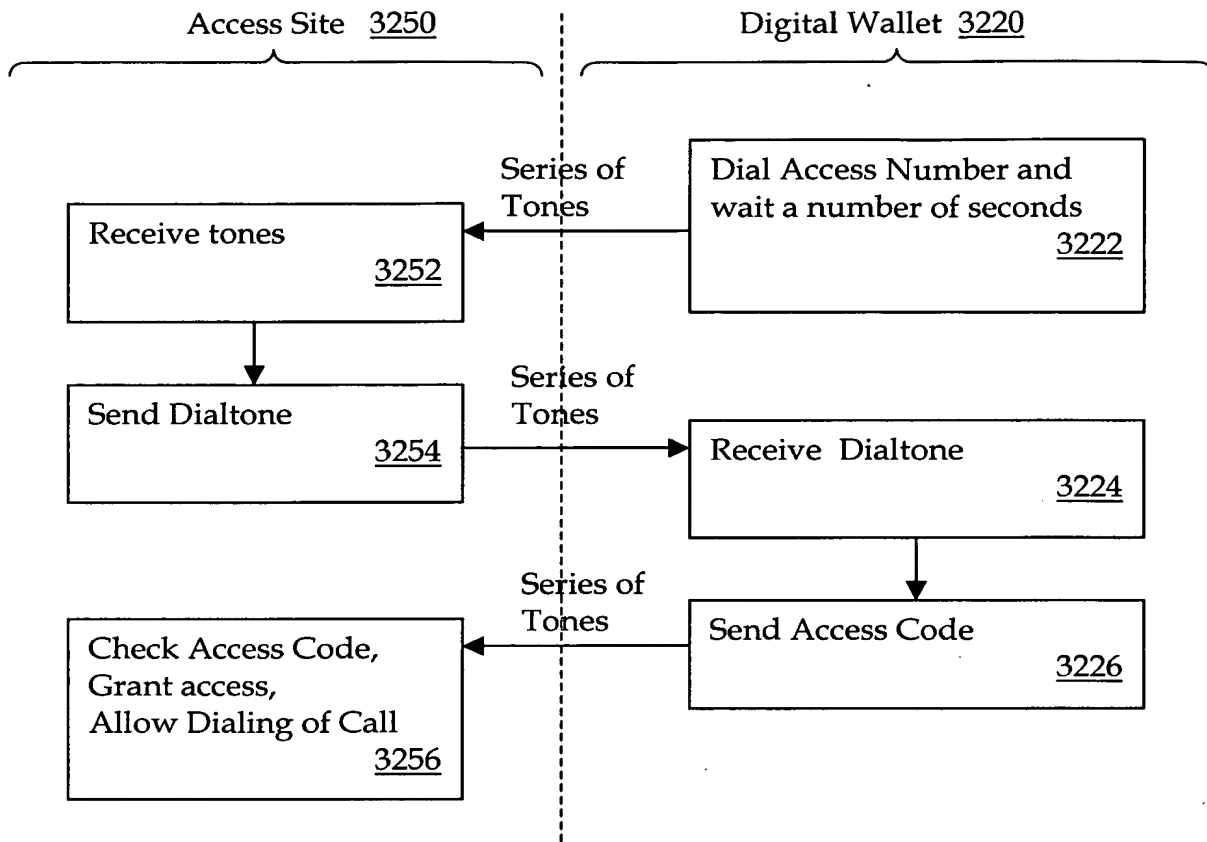 Access Site 3250
Digital Wallet 3220
Series of
Tones
Dial Access Number and
wait a number of seconds
3222
Receive tones
3252
Send Dialtone
3254
Series of
Tones
Receive Dialtone
3224
Series of
Tones
Send Access Code
3226
Check Access Code,
Grant access,
Allow Dialing of Call
3256